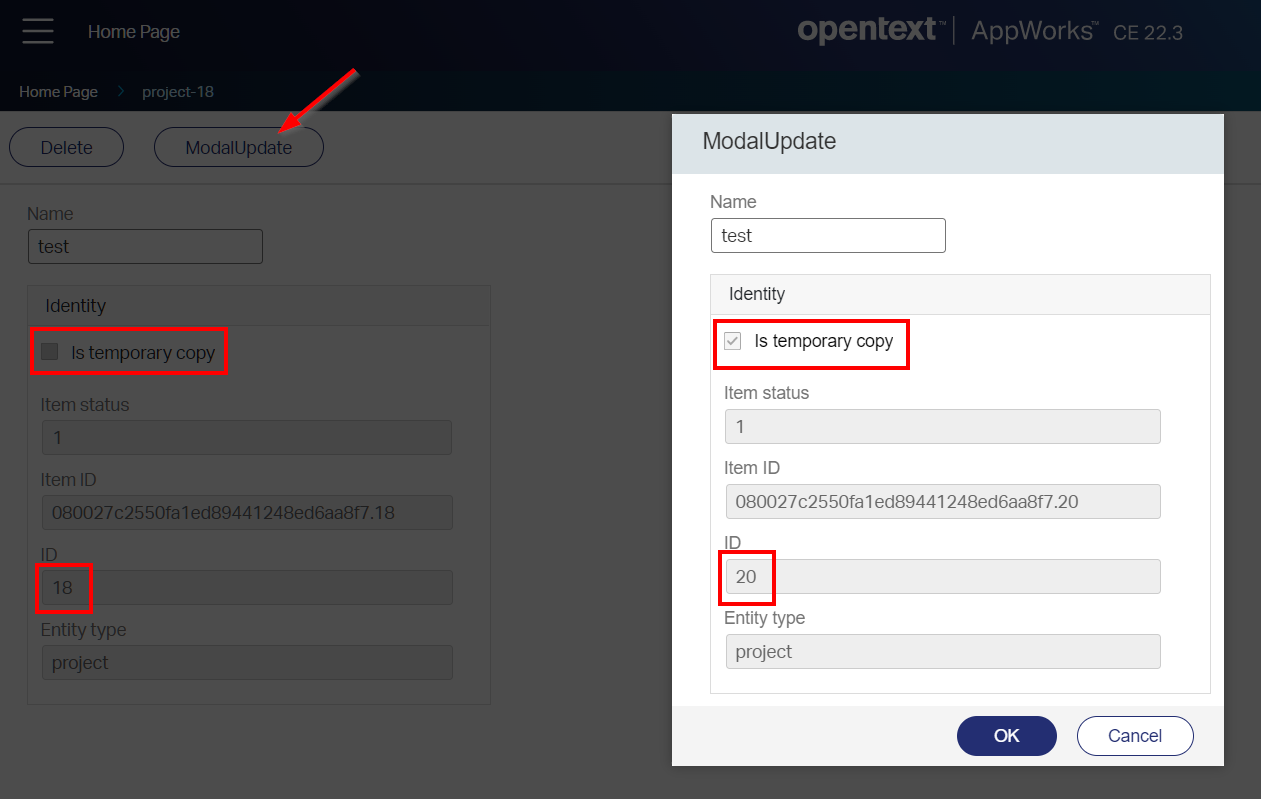 Home Page
opentext™ | AppWorks™ CE 22.3
Home Page > project-18
Delete
ModalUpdate
Name
test
Identity
Is temporary copy
Item status
1
Item ID
080027c2550fa1ed89441248ed6aa8f7.18
ID
18
Entity type
project
ModalUpdate
Name
test
Identity
Is temporary copy
Item status
1
Item ID
080027c2550fa1ed89441248ed6aa8f7.20
ID
20
Entity type
project
OK
Cancel